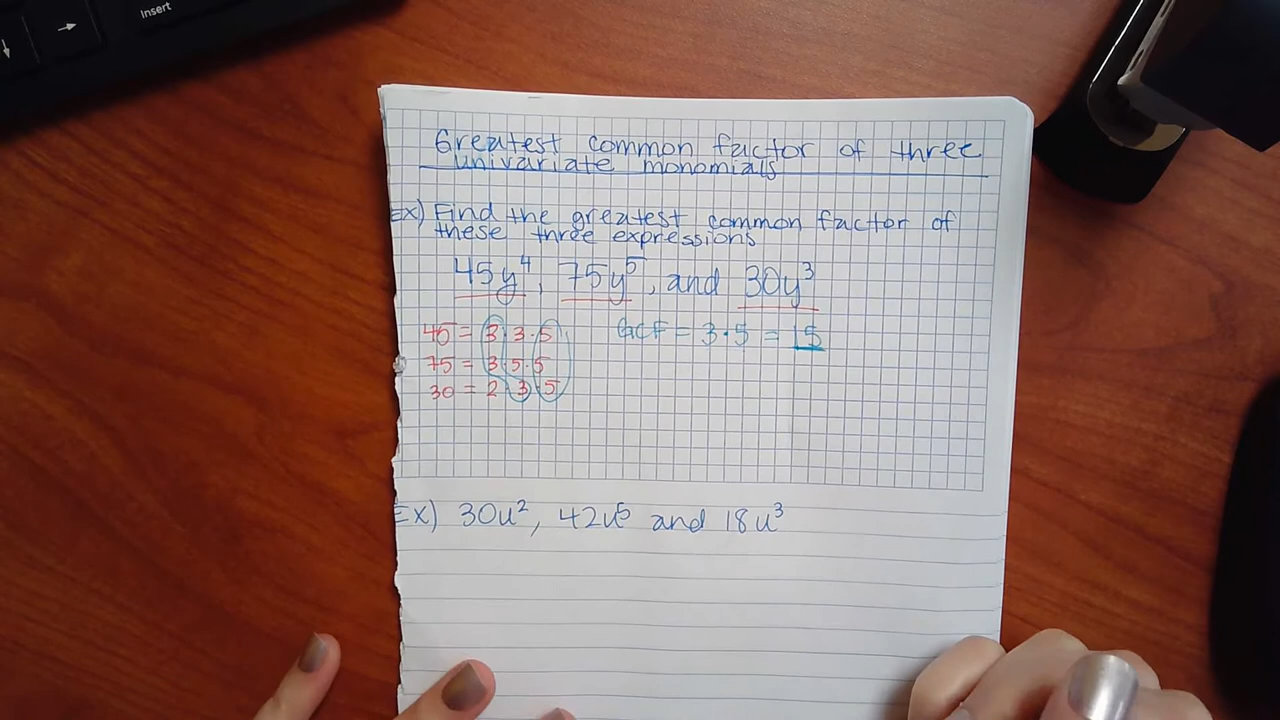 Insert
Greatest common factor of three
univariate monomials
Ex) Find the greatest common factor of
these three expressions
45y⁴, 75y⁵, and 30y³
45 = 3·3·5 GCF = 3·5 = 15
75 = 3·5·5
30 = 2·3·5
Ex) 30u², 42u⁵ and 18u³